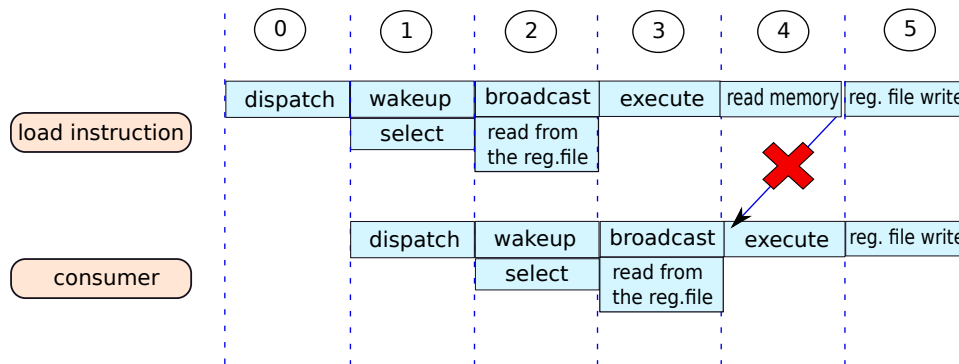 0 1 2 3 4 5
dispatch wakeup broadcast execute read memory reg. file write
load instruction select read from
the reg.file
dispatch wakeup broadcast execute reg. file write
consumer select read from
the reg.file